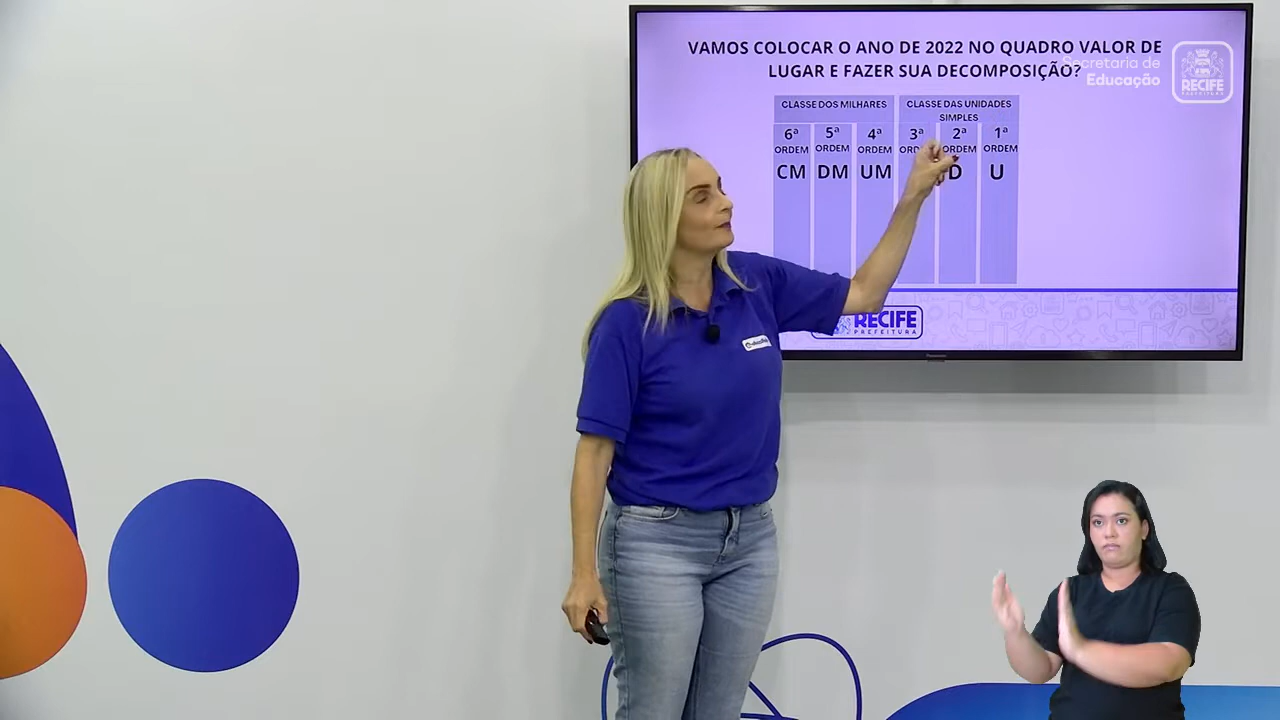 VAMOS COLOCAR O ANO DE 2022 NO QUADRO VALOR DE
LUGAR E FAZER SUA DECOMPOSIÇÃO?
Secretaria de
Educação
RECIFE
PREFEITURA
CLASSE DOS MILHARES
CLASSE DAS UNIDADES
SIMPLES
6ª 5ª 4ª 3ª 2ª 1ª
ORDEM ORDEM ORDEM ORDEM ORDEM
CM DM UM D U
RECIFE
PREFEITURA
Panasonic